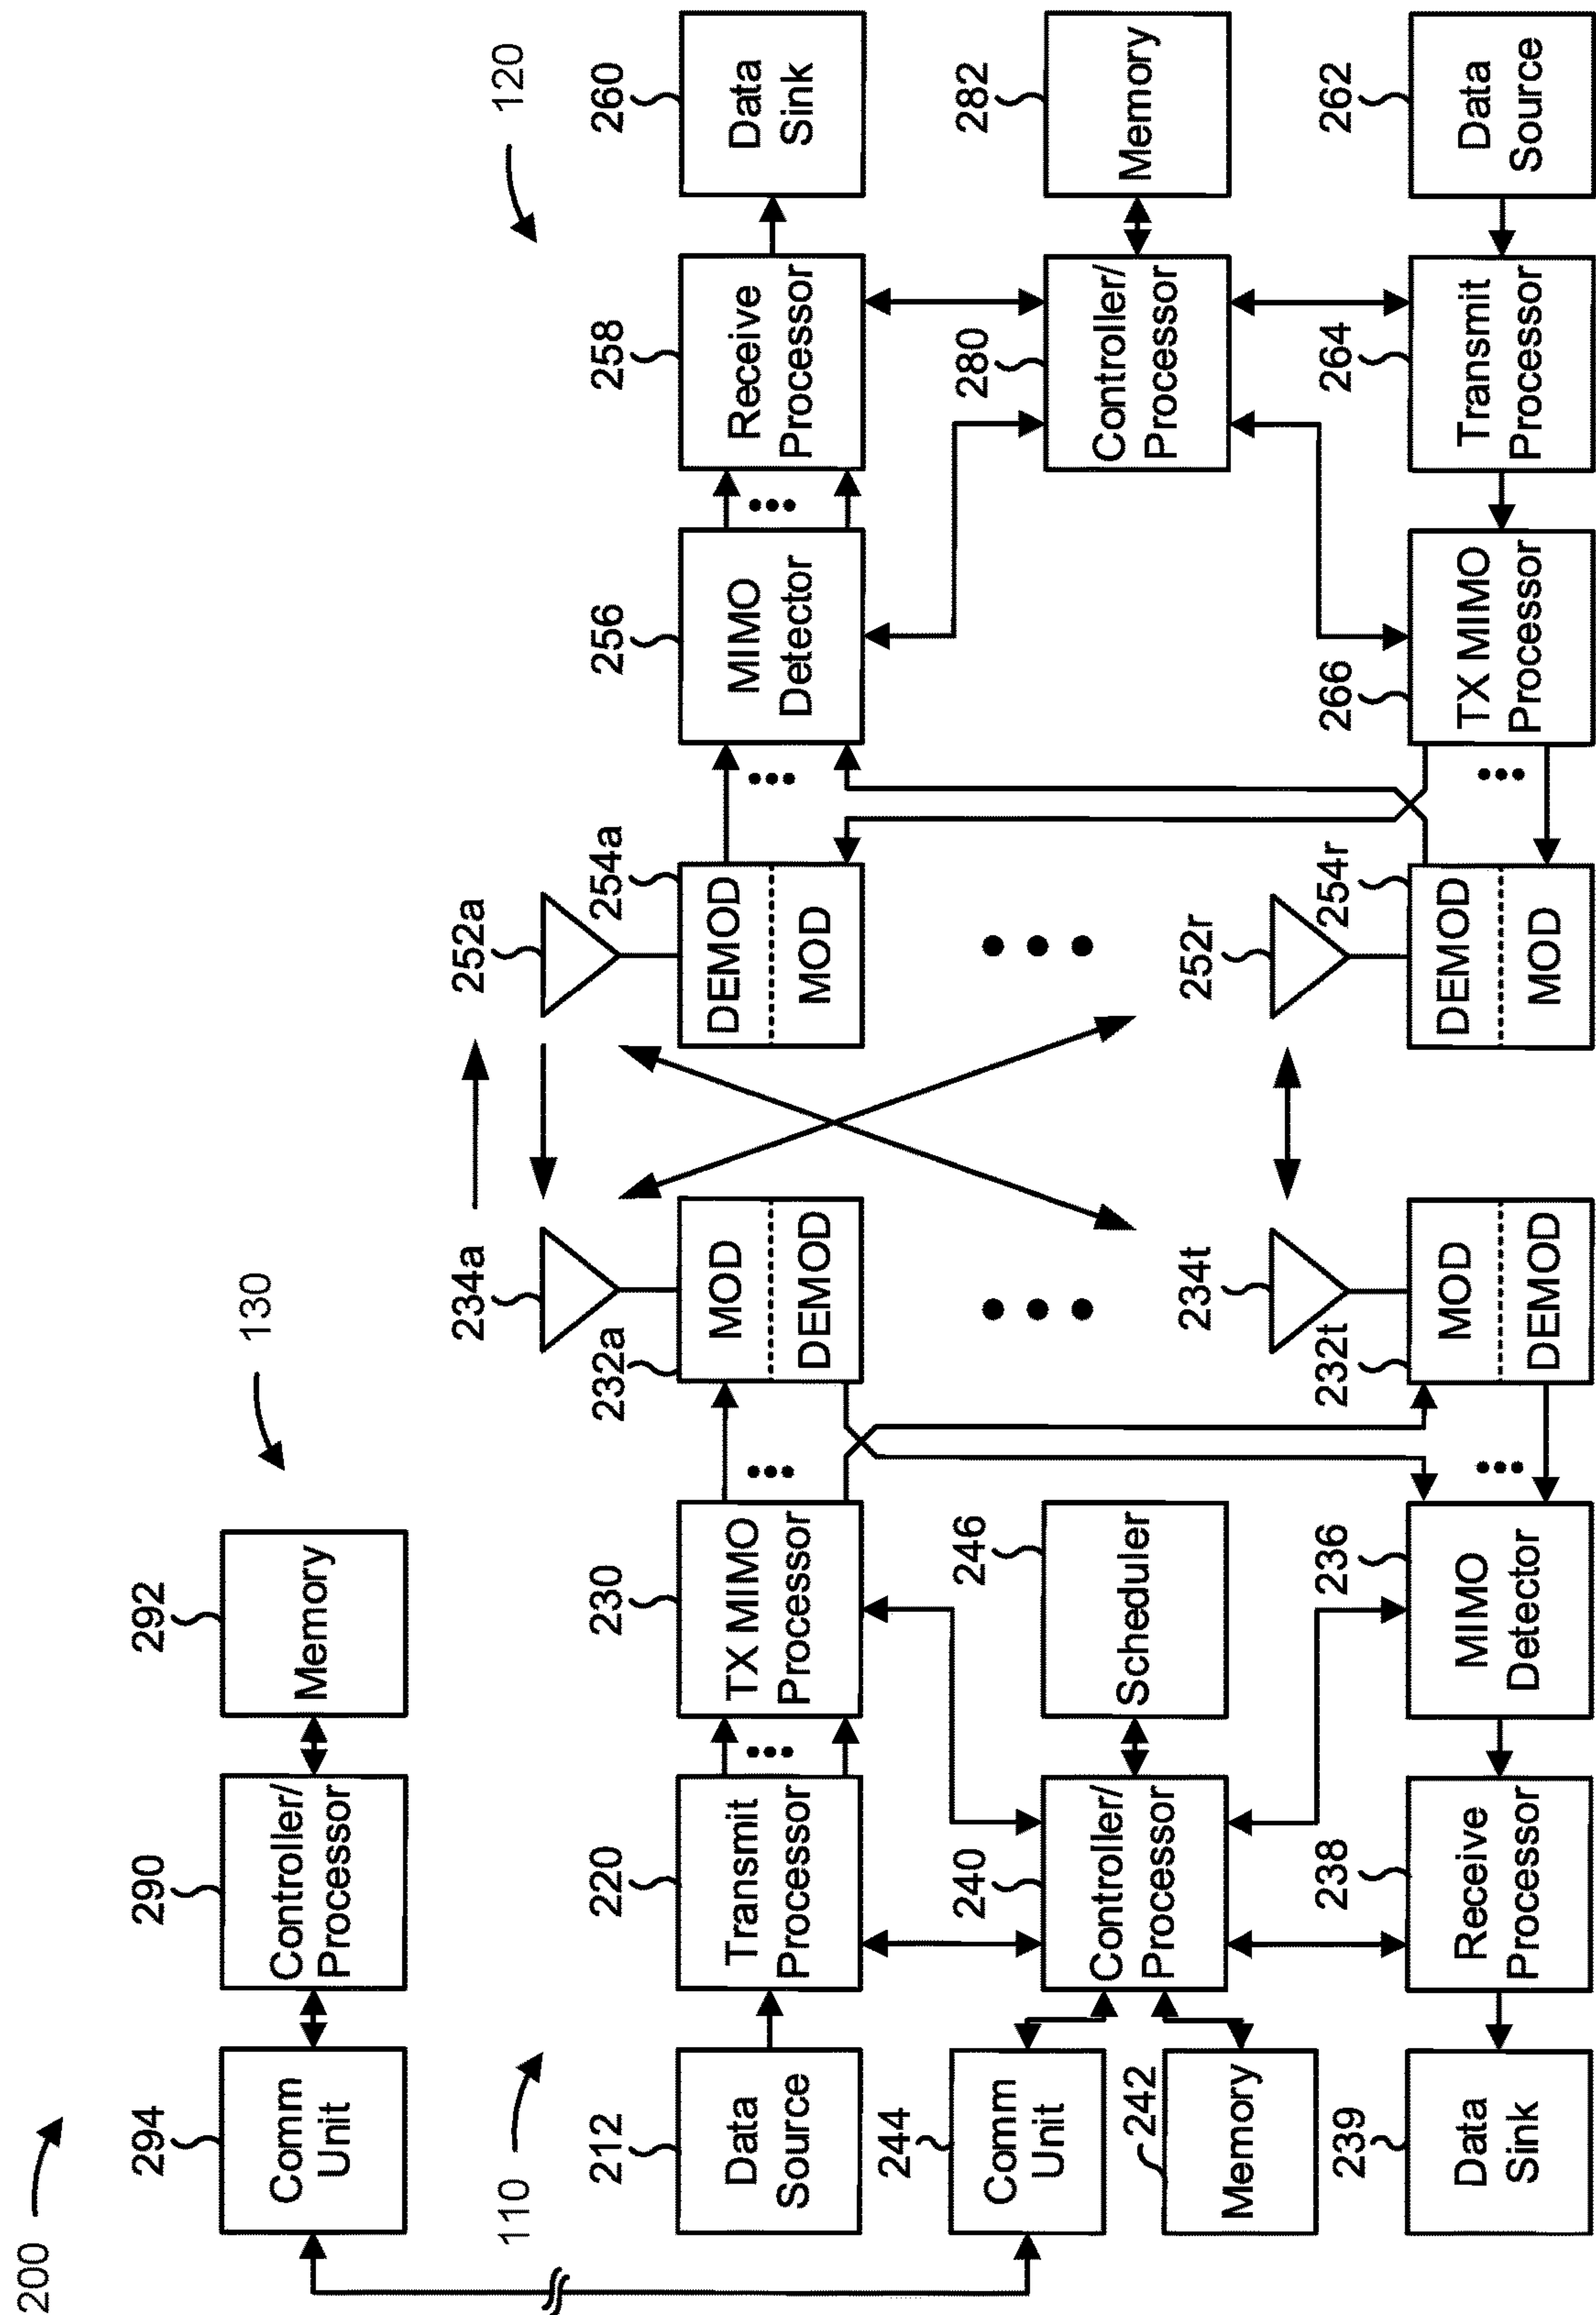 200
130
294
290
292
Comm
Unit
Controller/
Processor
Memory
110
120
212
220
230
232a
234a
252a
254a
256
258
260
Data
Source
Transmit
Processor
TX MIMO
Processor
MOD
DEMOD
DEMOD
MOD
MIMO
Detector
Receive
Processor
Data
Sink
244
240
246
280
282
Comm
Unit
242
Memory
Controller/
Processor
Scheduler
Controller/
Processor
Memory
239
238
236
232t
234t
252r
254r
266
264
262
Data
Sink
Receive
Processor
MIMO
Detector
MOD
DEMOD
DEMOD
MOD
TX MIMO
Processor
Transmit
Processor
Data
Source